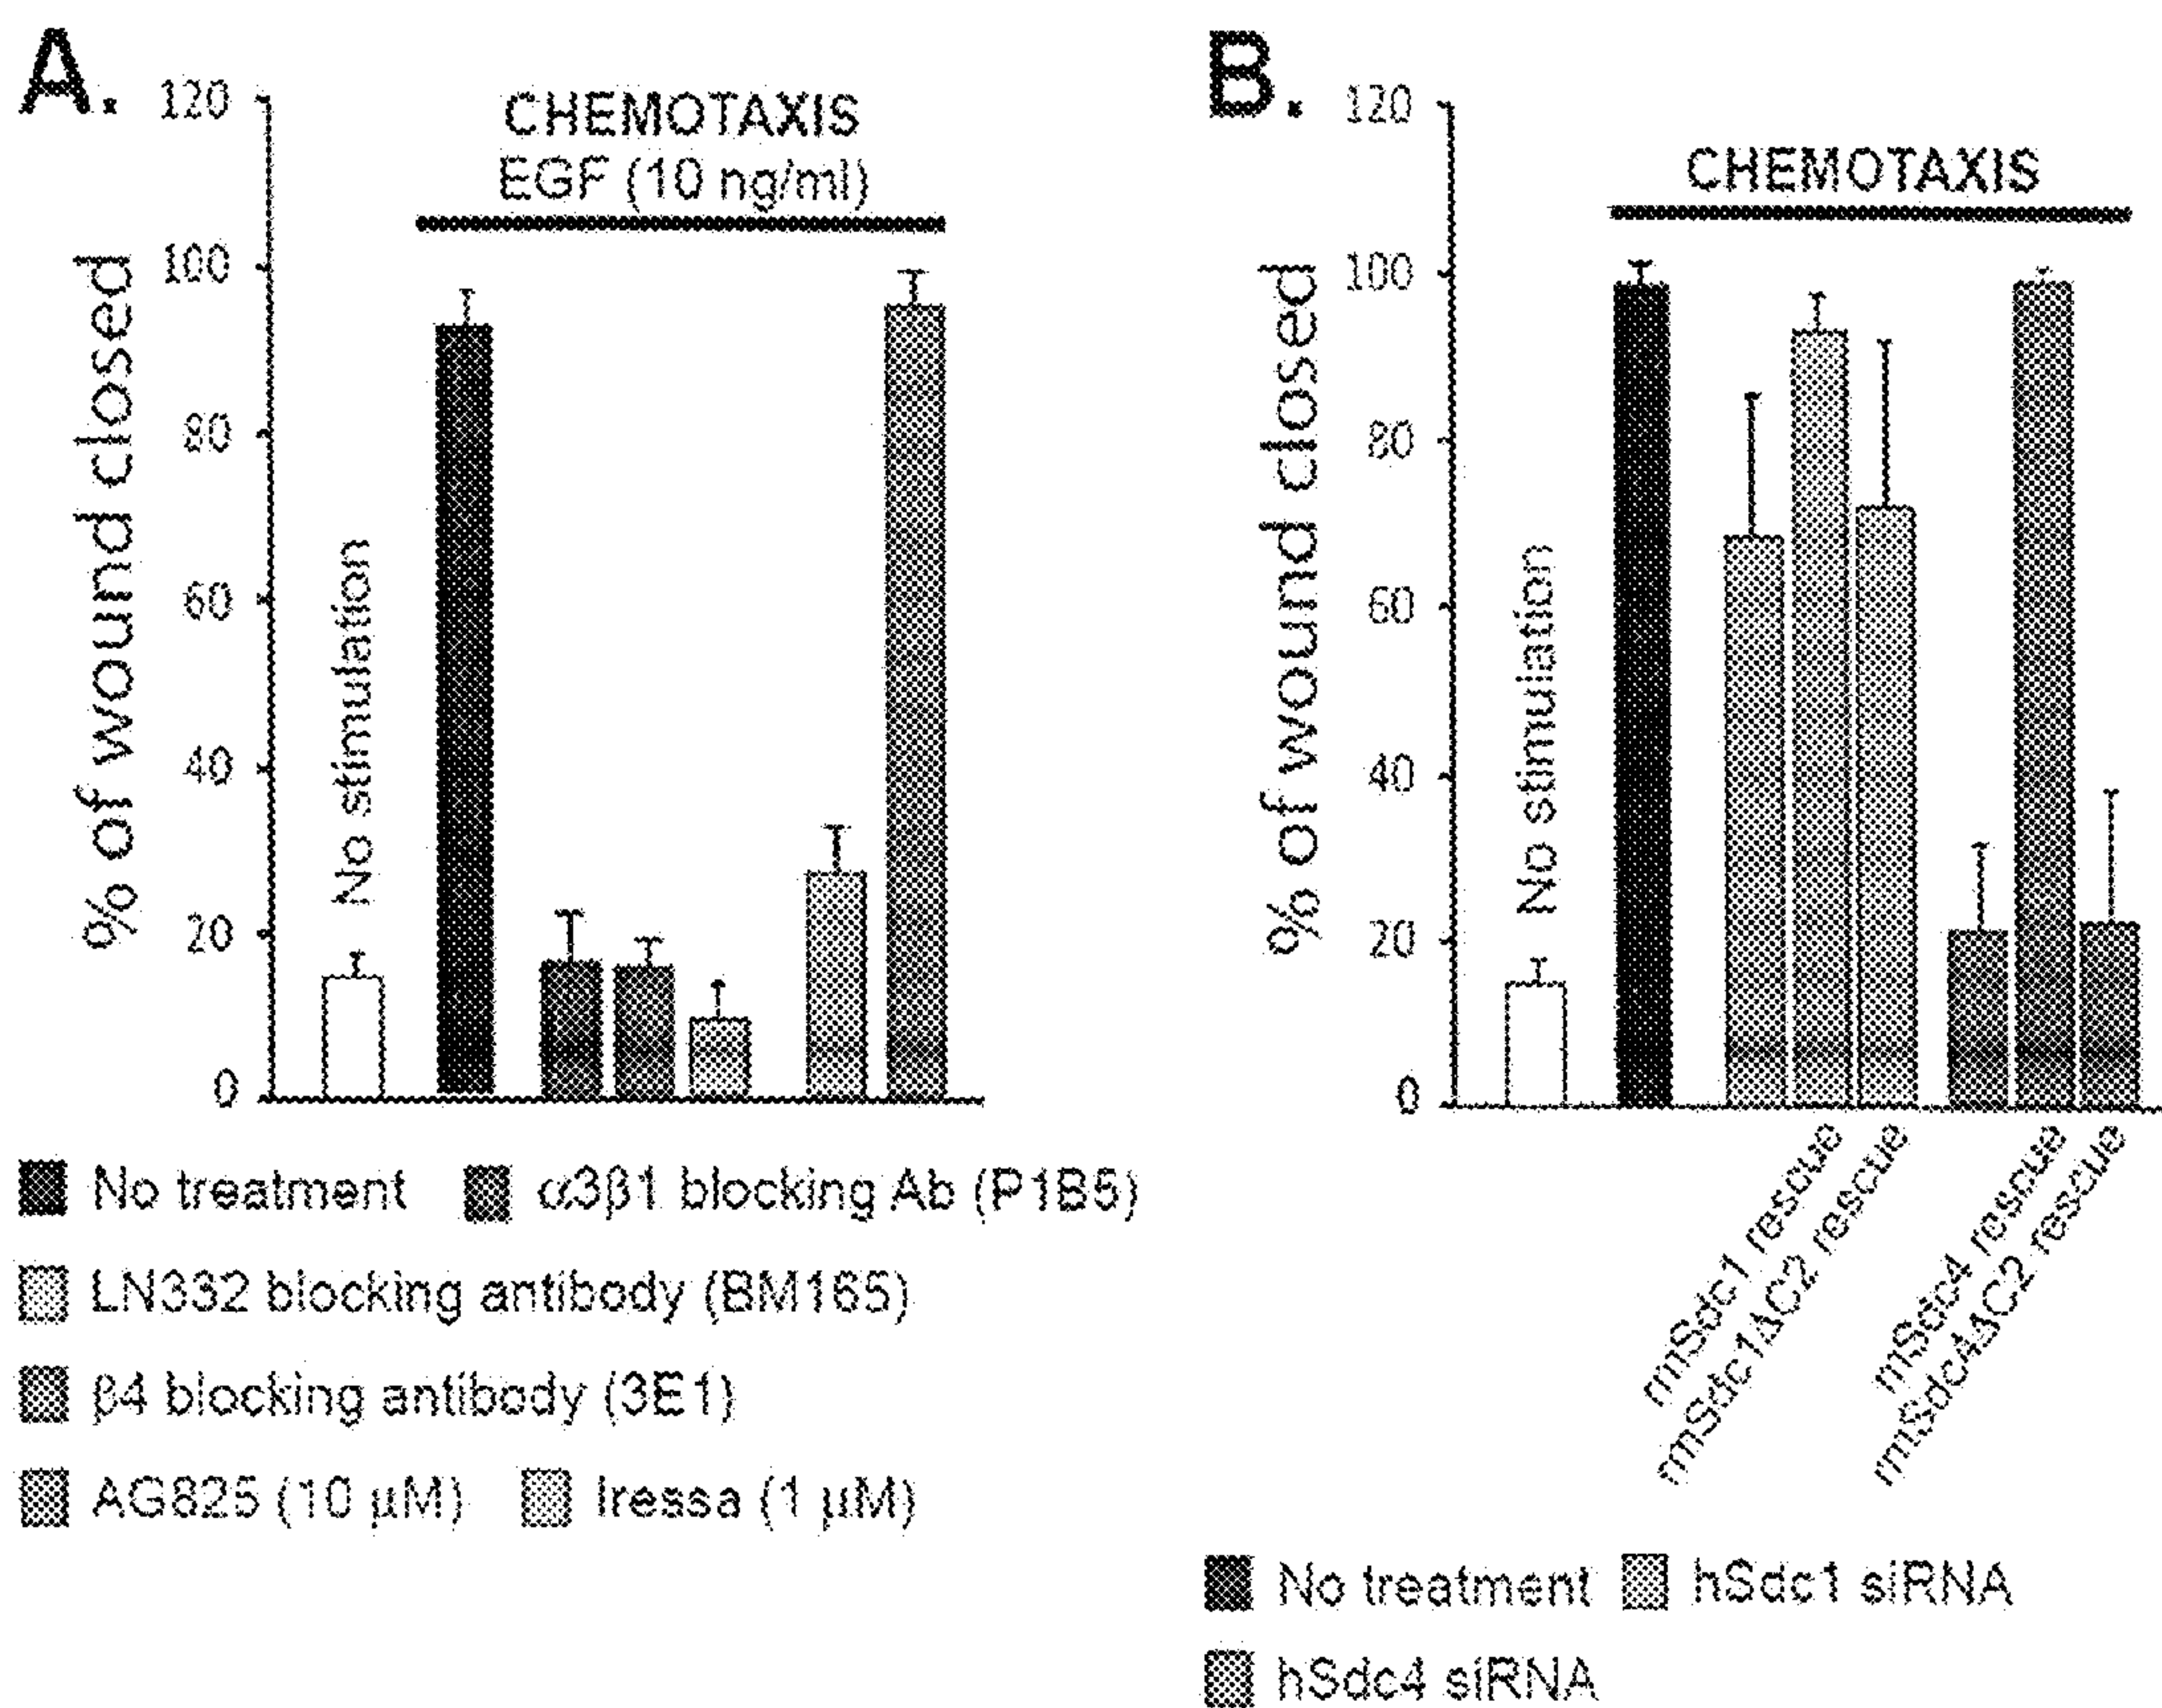 A.
120
100
80
60
40
20
0
% of wound closed
CHEMOTAXIS
EGF (10 ng/ml)
No stimulation
No treatment
α3β1 blocking Ab (P1B5)
LN332 blocking antibody (BM165)
β4 blocking antibody (3E1)
AG825 (10 μM)
Iressa (1 μM)
B.
120
100
80
60
40
20
0
% of wound closed
CHEMOTAXIS
No stimulation
mSdc1 rescue
mSdc1ΔC2 rescue
mSdc4 rescue
mSdc4ΔC2 rescue
No treatment
hSdc1 siRNA
hSdc4 siRNA